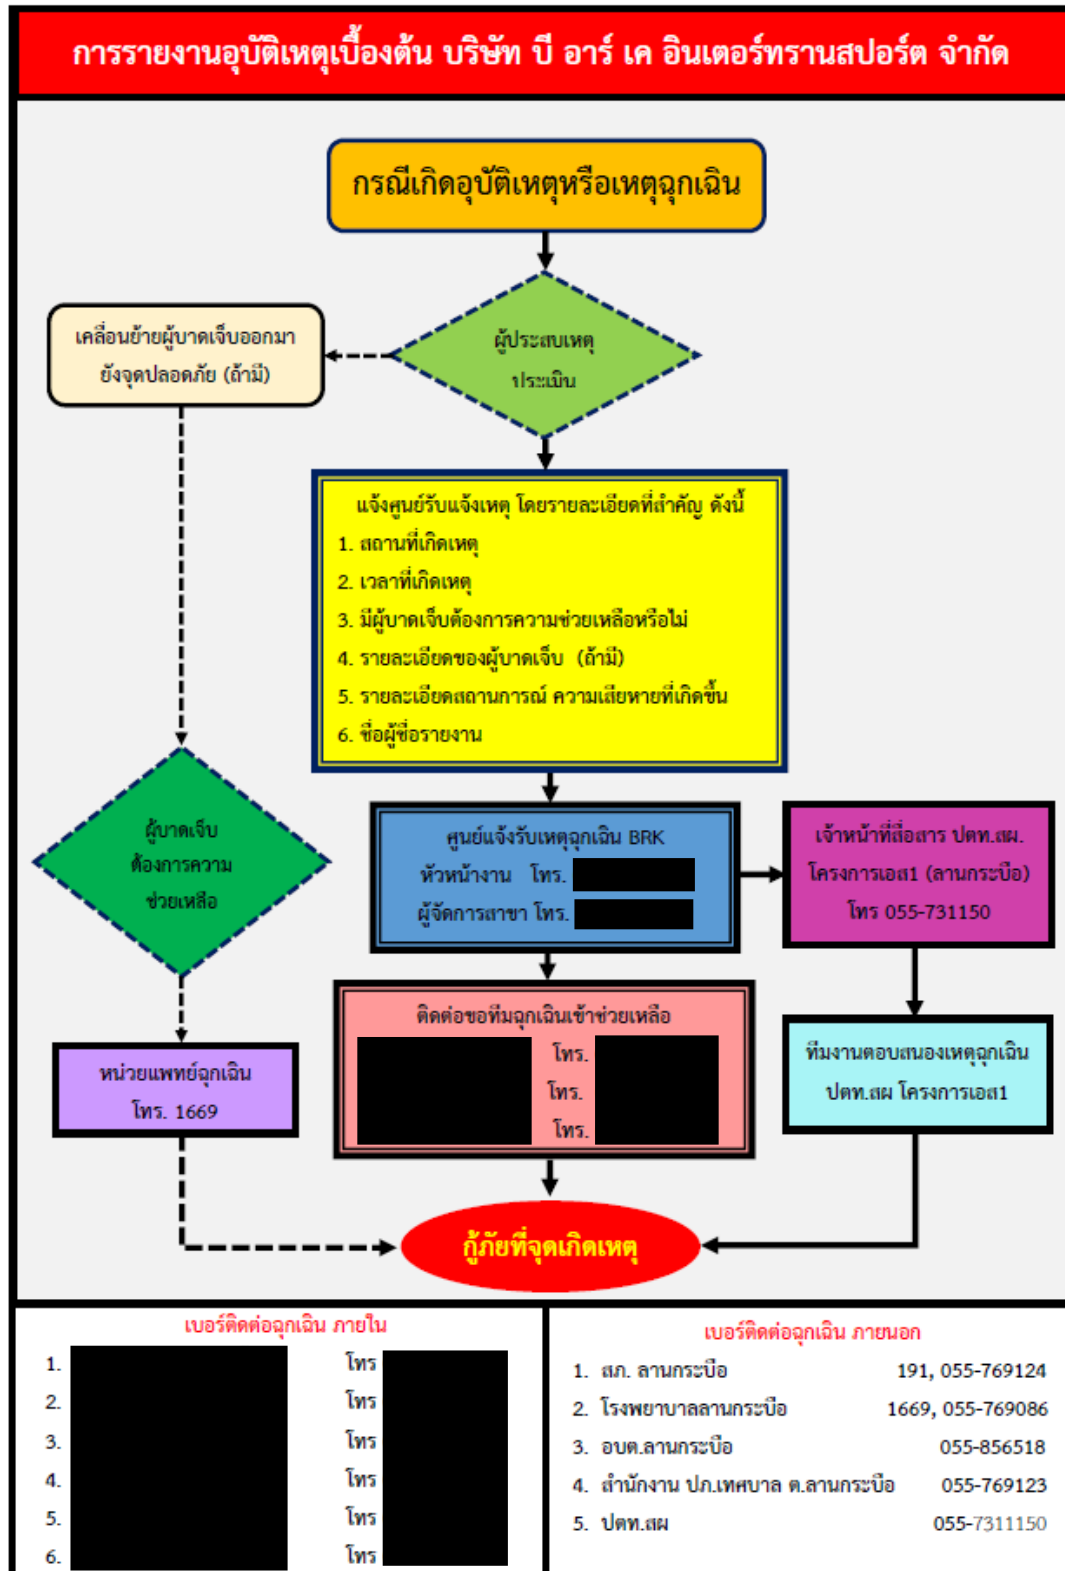 การรายงานอุบัติเหตุเบื้องต้น บริษัท บี อาร์ เค อินเตอร์ทรานสปอร์ต จำกัด
กรณีเกิดอุบัติเหตุหรือเหตุฉุกเฉิน
ผู้ประสบเหตุ
ประเมิน
เคลื่อนย้ายผู้บาดเจ็บออกมา
ยังจุดปลอดภัย (ถ้ามี)
แจ้งศูนย์รับแจ้งเหตุ โดยรายละเอียดที่สำคัญ ดังนี้
1. สถานที่เกิดเหตุ
2. เวลาที่เกิดเหตุ
3. มีผู้บาดเจ็บต้องการความช่วยเหลือหรือไม่
4. รายละเอียดของผู้บาดเจ็บ (ถ้ามี)
5. รายละเอียดสถานการณ์ ความเสียหายที่เกิดขึ้น
6. ชื่อผู้ชื่อรายงาน
ผู้บาดเจ็บ
ต้องการความ
ช่วยเหลือ
ศูนย์แจ้งรับเหตุฉุกเฉิน BRK
หัวหน้างาน โทร.
ผู้จัดการสาขา โทร.
เจ้าหน้าที่สื่อสาร ปตท.สผ.
โครงการเอส1 (ลานกระบือ)
โทร 055-731150
ติดต่อขอทีมฉุกเฉินเข้าช่วยเหลือ
โทร.
โทร.
โทร.
ทีมงานตอบสนองเหตุฉุกเฉิน
ปตท.สผ โครงการเอส1
หน่วยแพทย์ฉุกเฉิน
โทร. 1669
กู้ภัยที่จุดเกิดเหตุ
เบอร์ติดต่อฉุกเฉิน ภายใน
1. โทร
2. โทร
3. โทร
4. โทร
5. โทร
6. โทร
เบอร์ติดต่อฉุกเฉิน ภายนอก
1. สภ. ลานกระบือ 191, 055-769124
2. โรงพยาบาลลานกระบือ 1669, 055-769086
3. อบต.ลานกระบือ 055-856518
4. สำนักงาน ปภ.เทศบาล ต.ลานกระบือ 055-769123
5. ปตท.สผ 055-7311150